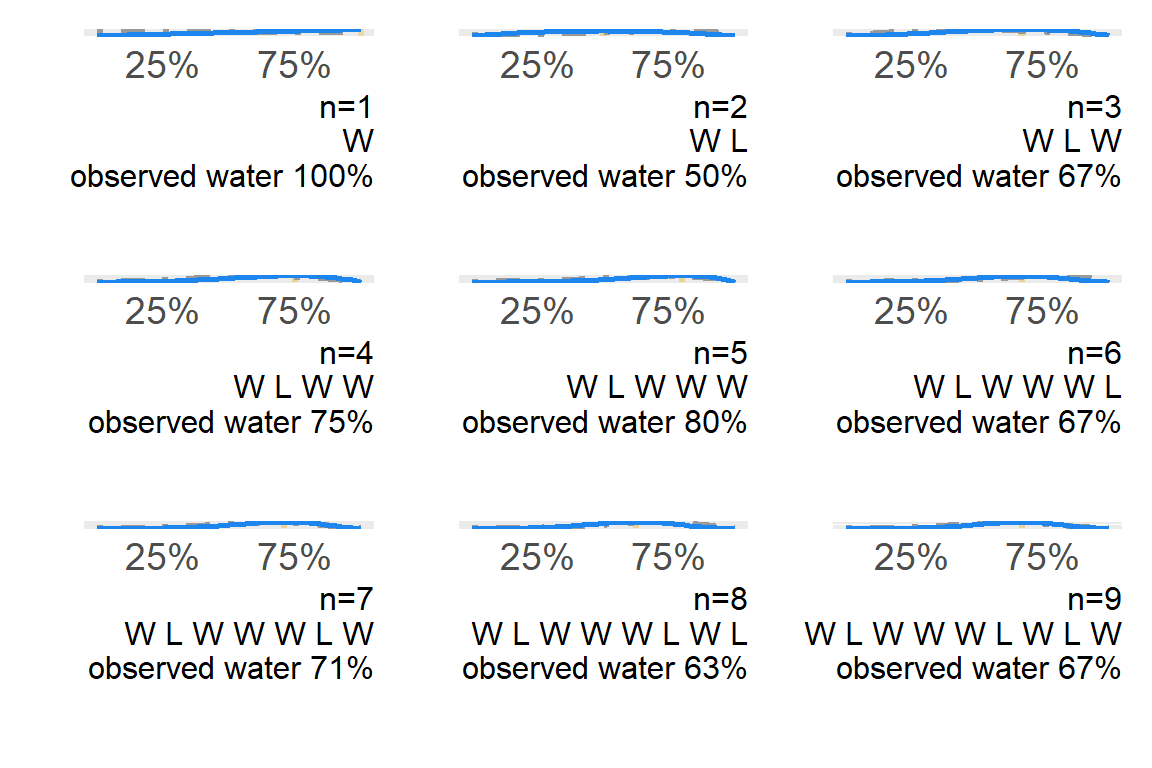 25% 75%
n=1
W
observed water 100%
25% 75%
n=2
W L
observed water 50%
25% 75%
n=3
W L W
observed water 67%
25% 75%
n=4
W L W W
observed water 75%
25% 75%
n=5
W L W W W
observed water 80%
25% 75%
n=6
W L W W W L
observed water 67%
25% 75%
n=7
W L W W W L W
observed water 71%
25% 75%
n=8
W L W W W L W L
observed water 63%
25% 75%
n=9
W L W W W L W L W
observed water 67%